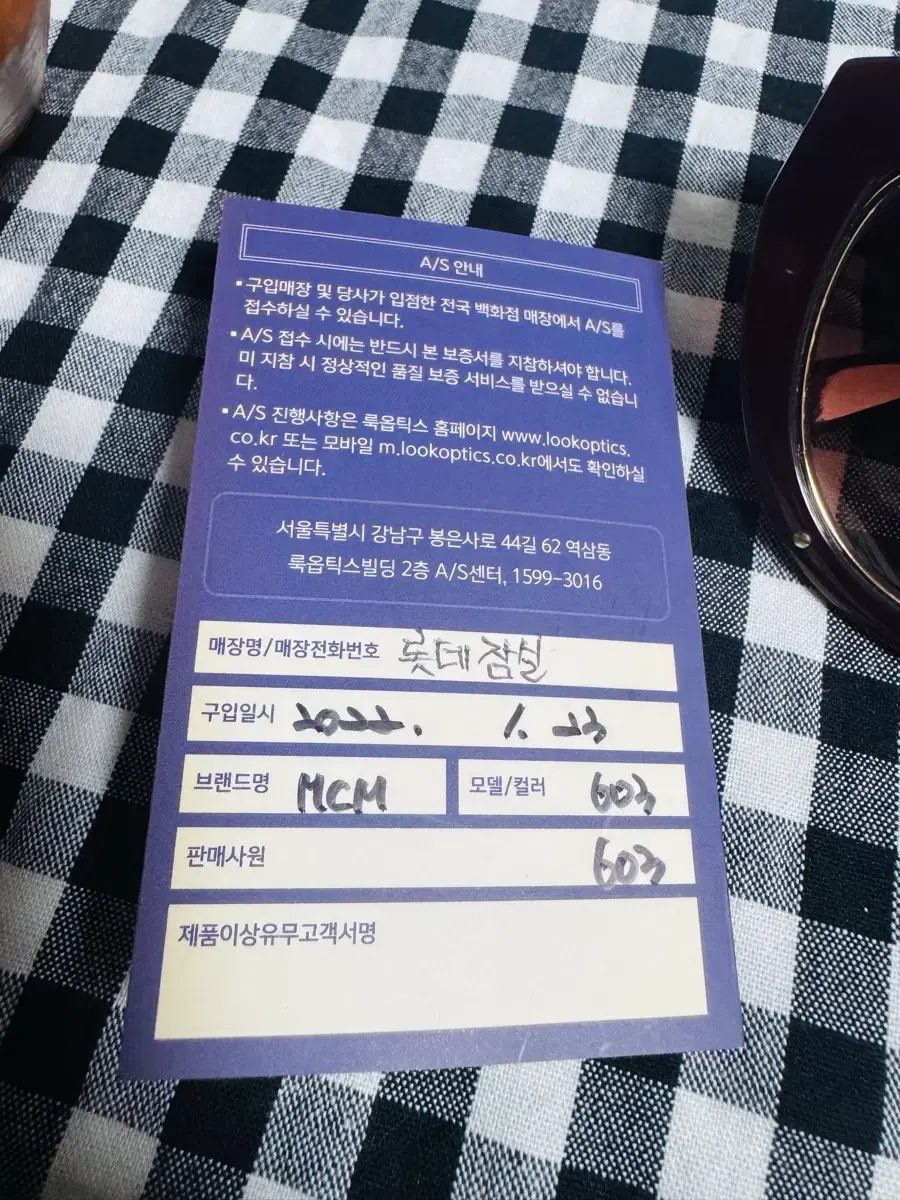 A/S 안내
▪ 구입매장 및 당사가 입점한 전국 백화점 매장에서 A/S를
접수하실 수 있습니다.
▪ A/S 접수 시에는 반드시 본 보증서를 지참하셔야 합니다.
미 지참 시 정상적인 품질 보증 서비스를 받으실 수 없습니
다.
▪ A/S 진행사항은 룩옵틱스 홈페이지 www.lookoptics.
co.kr 또는 모바일 m.lookoptics.co.kr에서도 확인하실
수 있습니다.
서울특별시 강남구 봉은사로 44길 62 역삼동
룩옵틱스빌딩 2층 A/S센터, 1599-3016
매장명/매장전화번호 롯데잠실
구입일시 2022. 1. 23
브랜드명 M.CM 모델/컬러 603
판매사원 603
제품이상유무고객서명